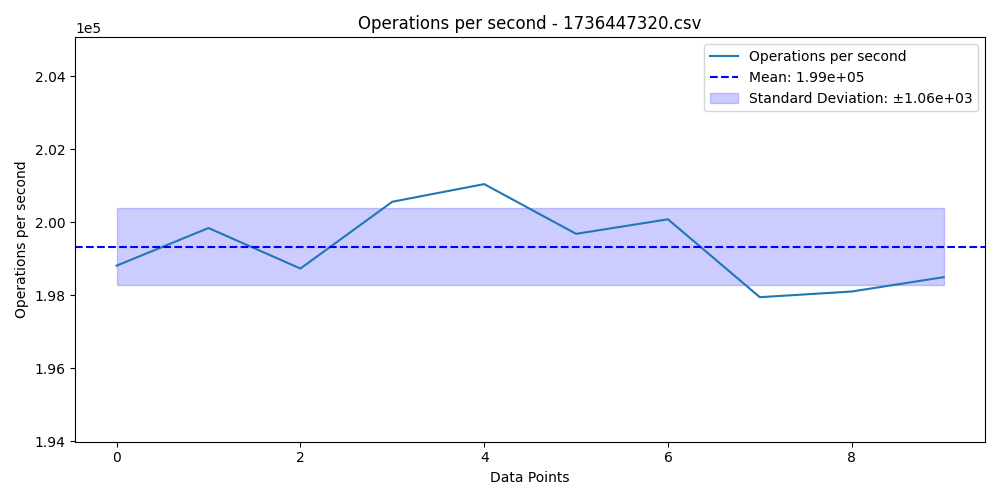 Operations per second - 1736447320.csv
1e5
2.04
2.02
2.00
1.98
1.96
1.94
Operations per second
Operations per second
Mean: 1.99e+05
Standard Deviation: ±1.06e+03
0 2 4 6 8
Data Points